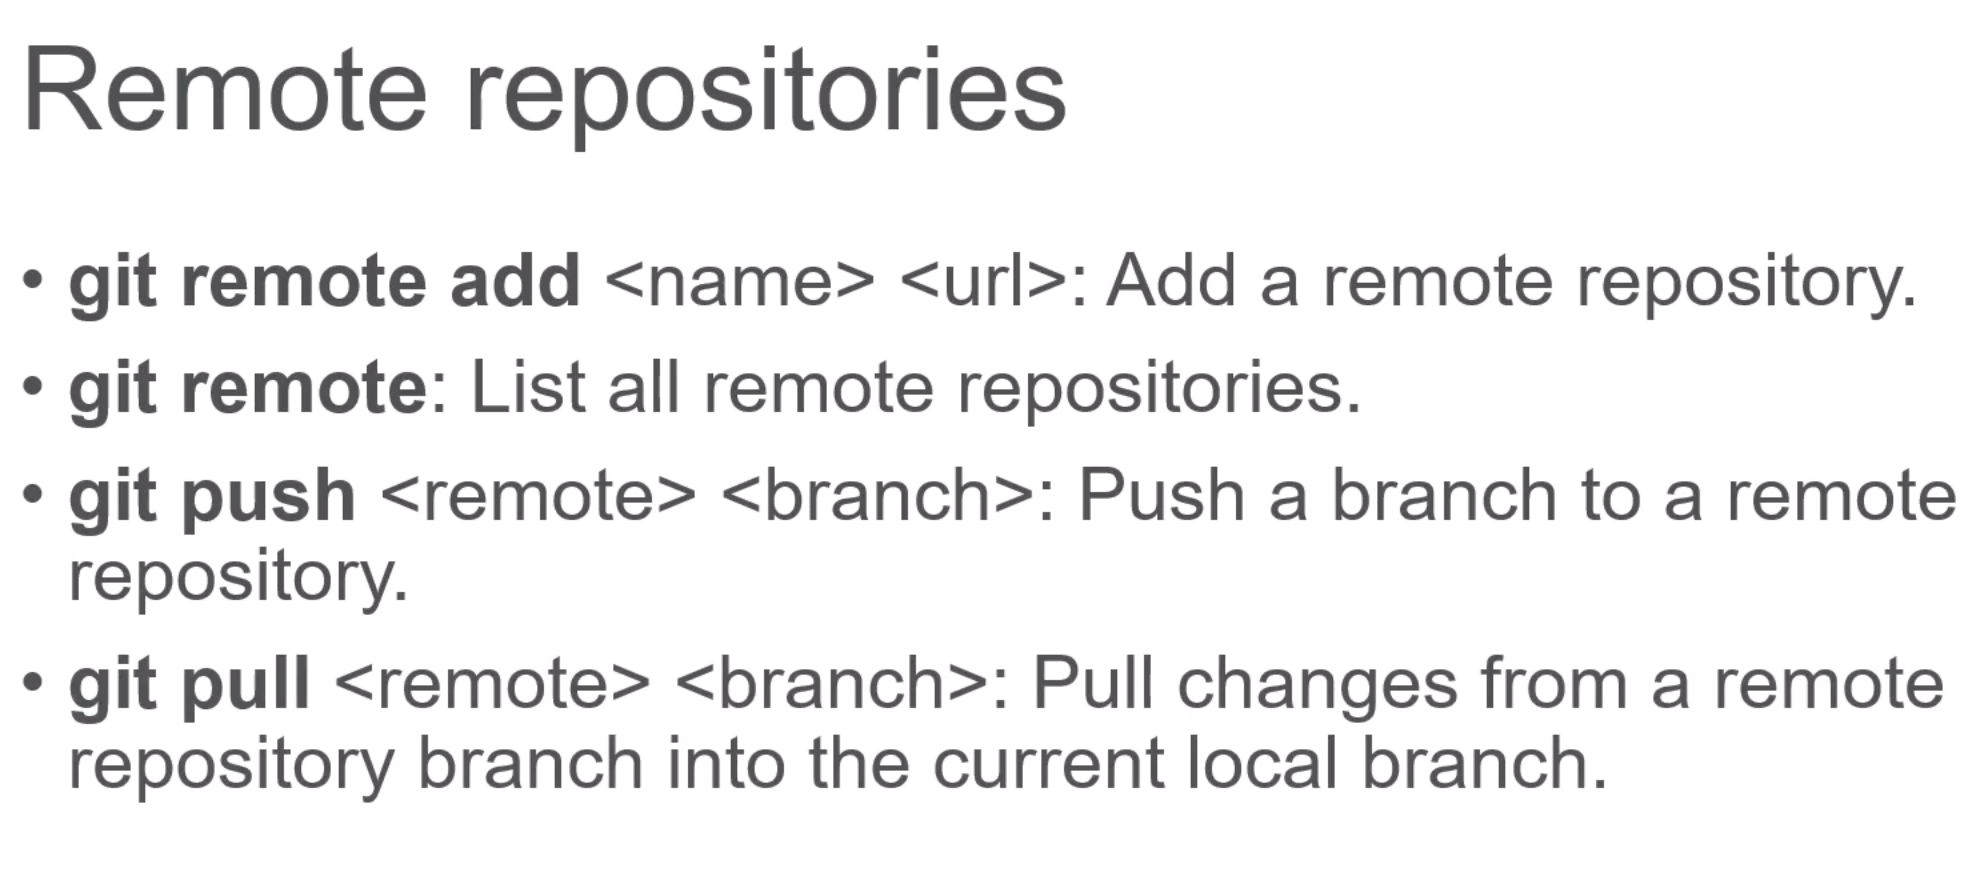 Remote repositories
• git remote add <name> <url>: Add a remote repository.
• git remote: List all remote repositories.
• git push <remote> <branch>: Push a branch to a remote
repository.
• git pull <remote> <branch>: Pull changes from a remote
repository branch into the current local branch.